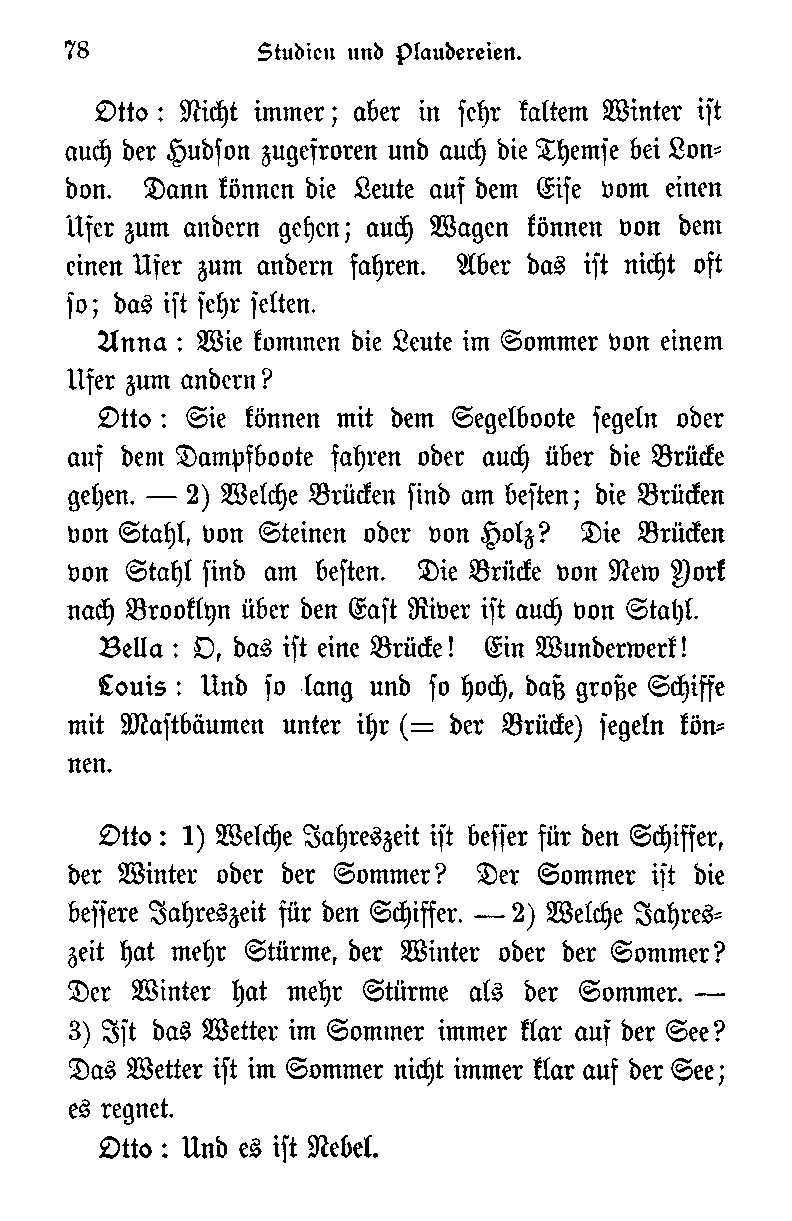 78 Studien und Plaudereien.
Otto : Nicht immer; aber in sehr kaltem Winter ist
auch der Hudson zugefroren und auch die Themse bei Lon-
don. Dann können die Leute auf dem Eise vom einen
Ufer zum andern gehen; auch Wagen können von dem
einen Ufer zum andern fahren. Aber das ist nicht oft
so; das ist sehr selten.
Anna : Wie kommen die Leute im Sommer von einem
Ufer zum andern?
Otto : Sie können mit dem Segelboote segeln oder
auf dem Dampfboote fahren oder auch über die Brücke
gehen. — 2) Welche Brücken sind am besten; die Brücken
von Stahl, von Steinen oder von Holz? Die Brücken
von Stahl sind am besten. Die Brücke von New York
nach Brooklyn über den East River ist auch von Stahl.
Bella : O, das ist eine Brücke! Ein Wunderwerk!
Louis : Und so lang und so hoch, daß große Schiffe
mit Mastbäumen unter ihr (= der Brücke) segeln kön-
nen.
Otto : 1) Welche Jahreszeit ist besser für den Schiffer,
der Winter oder der Sommer? Der Sommer ist die
bessere Jahreszeit für den Schiffer. — 2) Welche Jahres-
zeit hat mehr Stürme, der Winter oder der Sommer?
Der Winter hat mehr Stürme als der Sommer. —
3) Ist das Wetter im Sommer immer klar auf der See?
Das Wetter ist im Sommer nicht immer klar auf der See;
es regnet.
Otto : Und es ist Nebel.